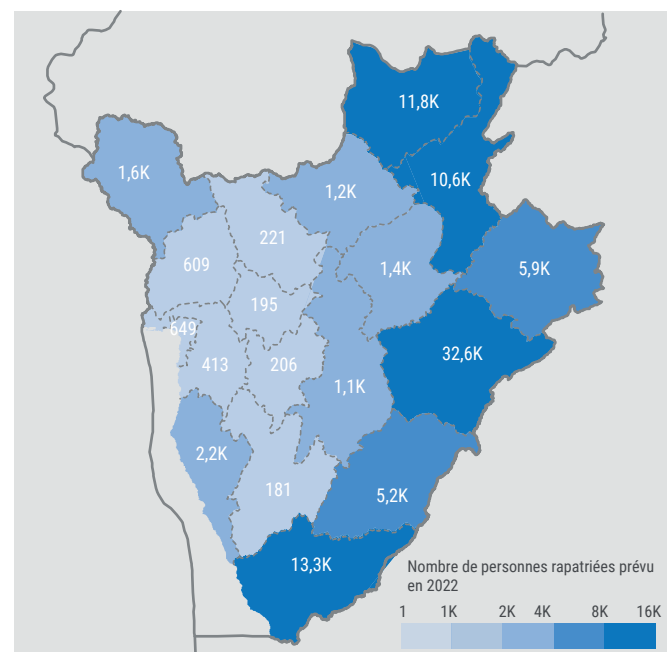 11,8K
1,6K
1,2K
10,6K
221
609
1,4K
5,9K
195
649
413
206
32,6K
1,1K
2,2K
181
5,2K
13,3K
Nombre de personnes rapatriées prévu
en 2022
1 1K 2K 4K 8K 16K